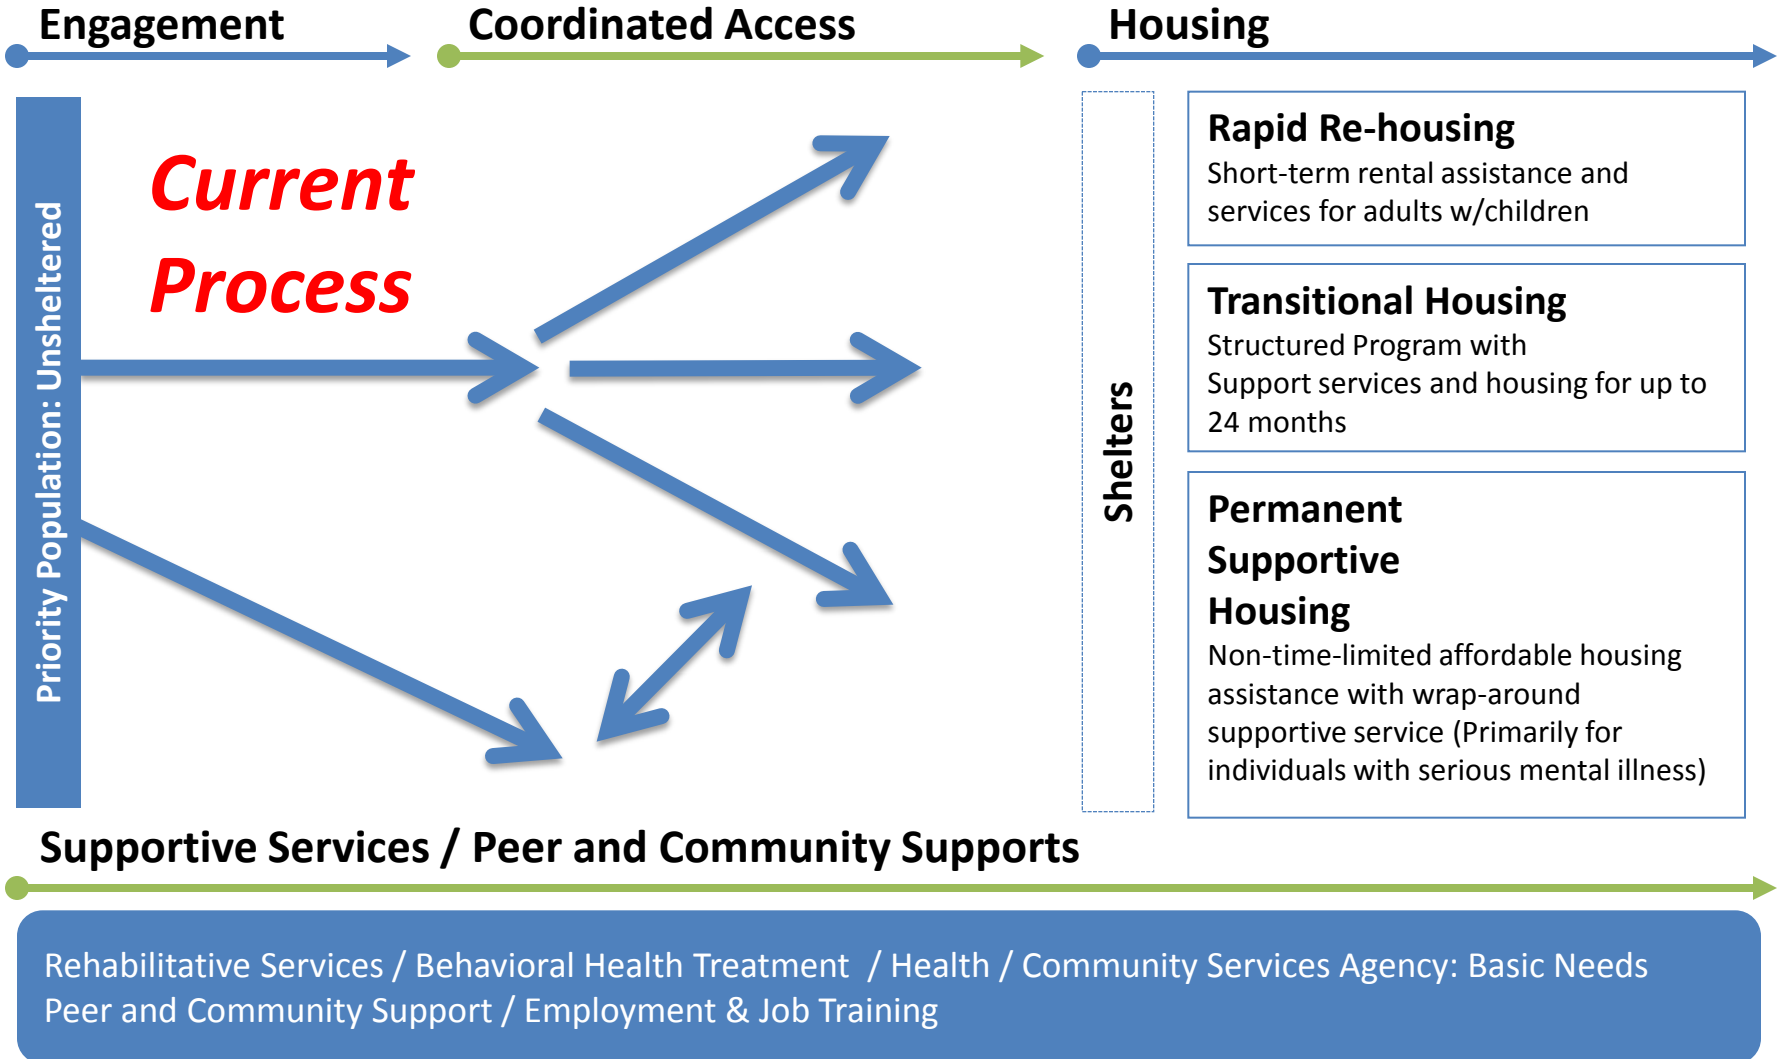 Engagement
Coordinated Access
Housing
Priority Population: Unsheltered
Current
Process
Shelters
Rapid Re-housing
Short-term rental assistance and
services for adults w/children
Transitional Housing
Structured Program with
Support services and housing for up to
24 months
Permanent
Supportive
Housing
Non-time-limited affordable housing
assistance with wrap-around
supportive service (Primarily for
individuals with serious mental illness)
Supportive Services / Peer and Community Supports
Rehabilitative Services / Behavioral Health Treatment  / Health / Community Services Agency: Basic Needs
Peer and Community Support / Employment & Job Training